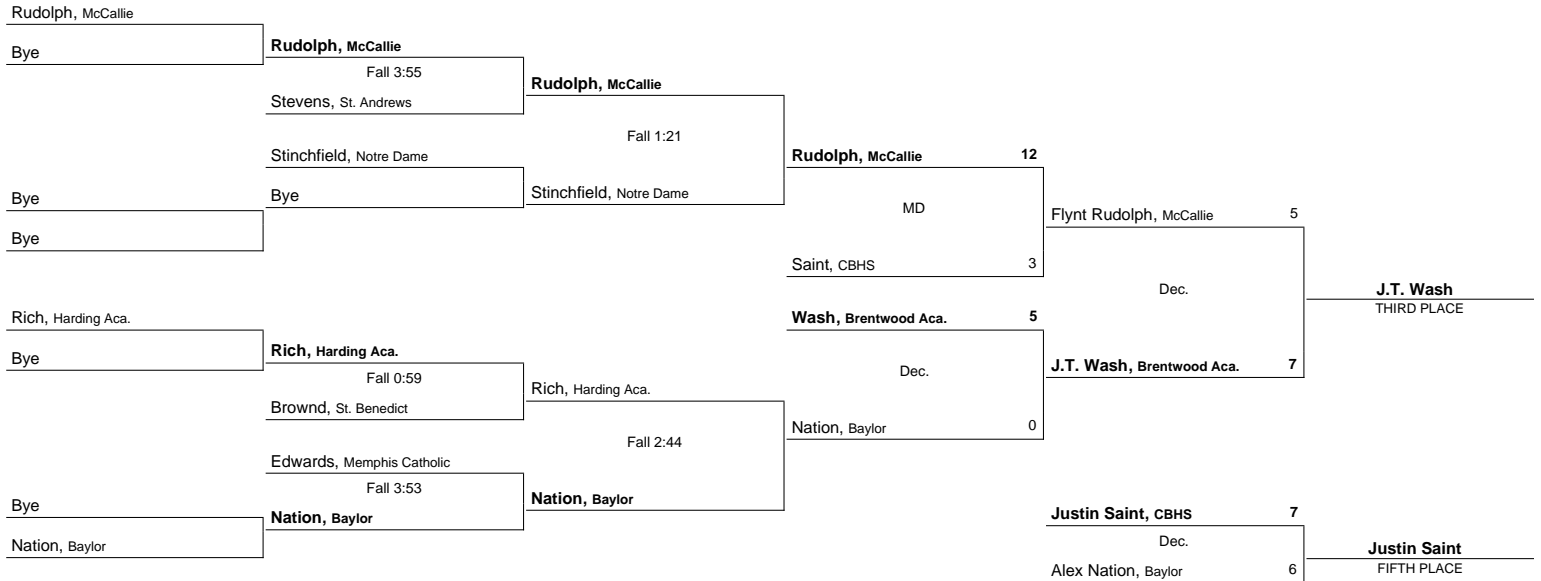 Rudolph, McCallie
Bye
Rudolph, McCallie
Fall 3:55
Stevens, St. Andrews
Rudolph, McCallie
Fall 1:21
Stinchfield, Notre Dame
Bye
Stinchfield, Notre Dame
Bye
Bye
Rudolph, McCallie 12
MD
Saint, CBHS 3
Flynt Rudolph, McCallie 5
Dec.
J.T. Wash
THIRD PLACE
Rich, Harding Aca.
Bye
Rich, Harding Aca.
Fall 0:59
Brownd, St. Benedict
Rich, Harding Aca.
Fall 2:44
Edwards, Memphis Catholic
Fall 3:53
Nation, Baylor
Nation, Baylor
Bye
Nation, Baylor
Wash, Brentwood Aca. 5
Dec.
Nation, Baylor 0
J.T. Wash, Brentwood Aca. 7
Justin Saint, CBHS 7
Dec.
Alex Nation, Baylor 6
Justin Saint
FIFTH PLACE